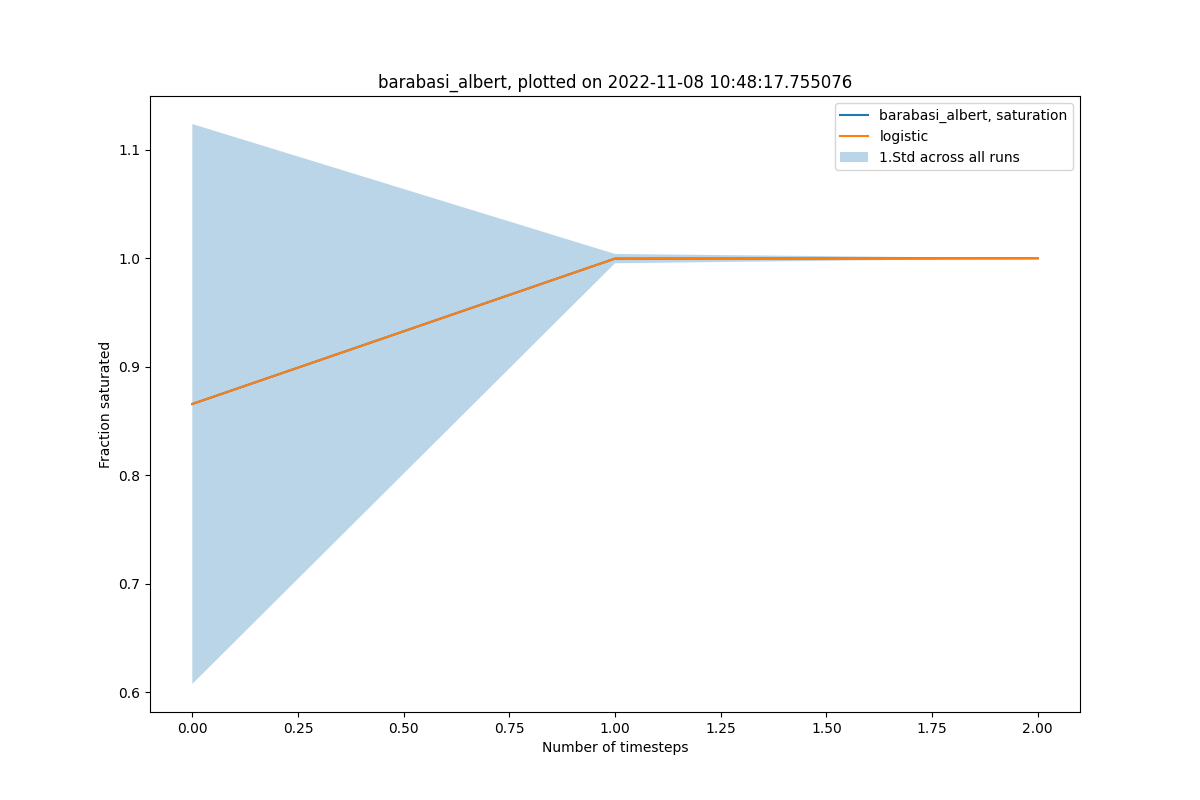 barabasi_albert, plotted on 2022-11-08 10:48:17.755076
barabasi_albert, saturation
logistic
1.Std across all runs
Fraction saturated
1.1
1.0
0.9
0.8
0.7
0.6
0.00 0.25 0.50 0.75 1.00 1.25 1.50 1.75 2.00
Number of timesteps